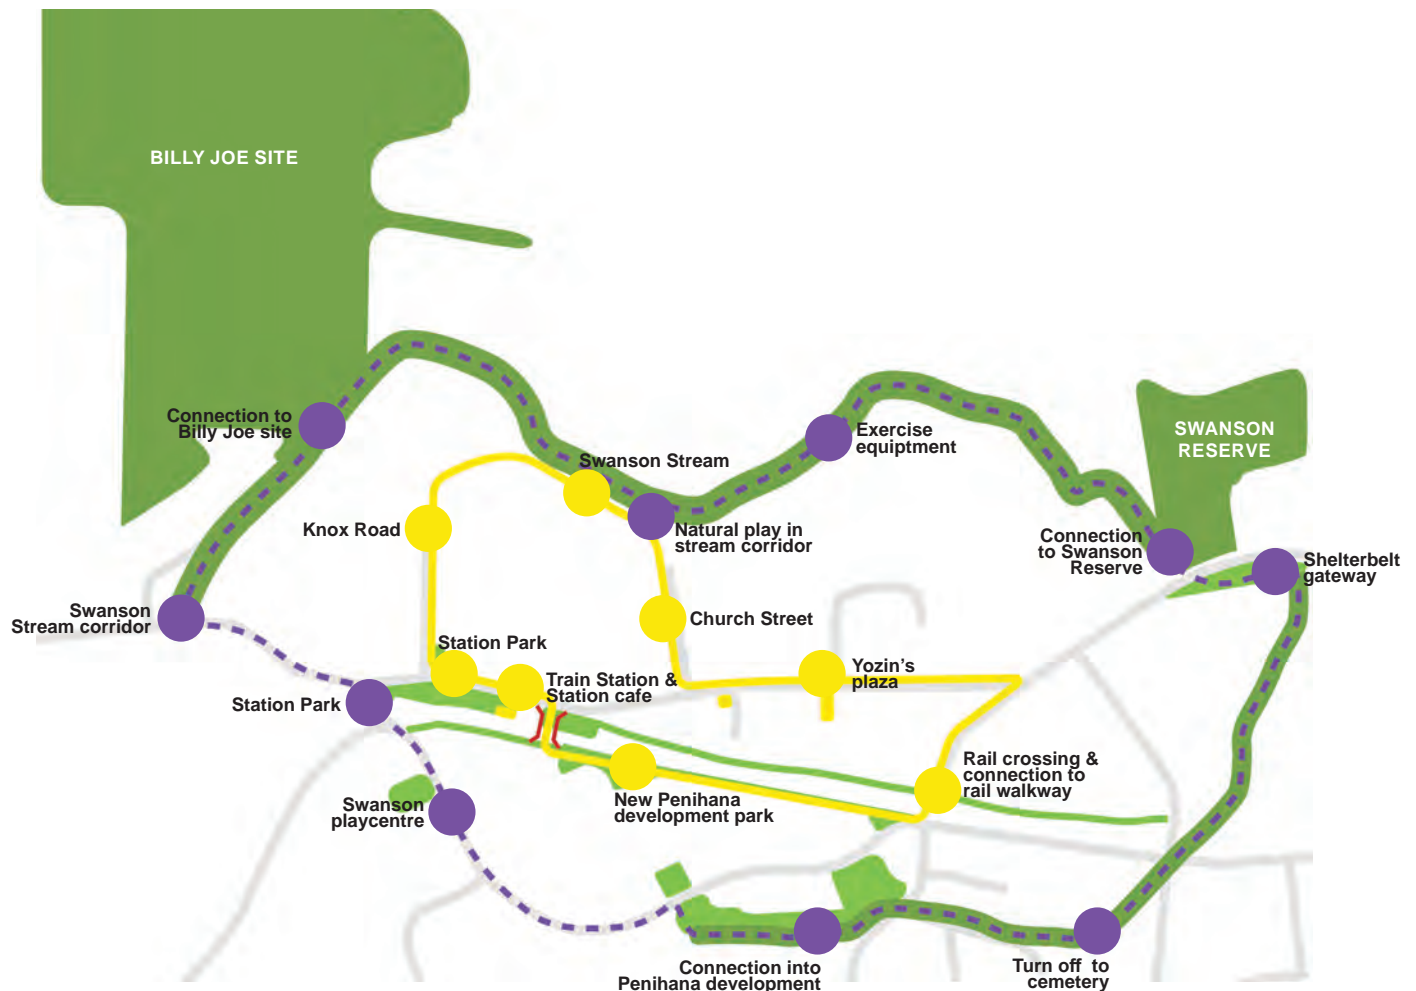 BILLY JOE SITE
Connection to
Billy Joe site
Swanson Stream
Exercise
equiptment
SWANSON
RESERVE
Knox Road
Natural play in
stream corridor
Connection
to Swanson
Reserve
Shelterbelt
gateway
Swanson
Stream corridor
Church Street
Station Park
Train Station &
Station cafe
Yozin's
plaza
Station Park
Rail crossing &
connection to
rail walkway
New Penihana
development park
Swanson
playcentre
Connection into
Penihana development
Turn off to
cemetery